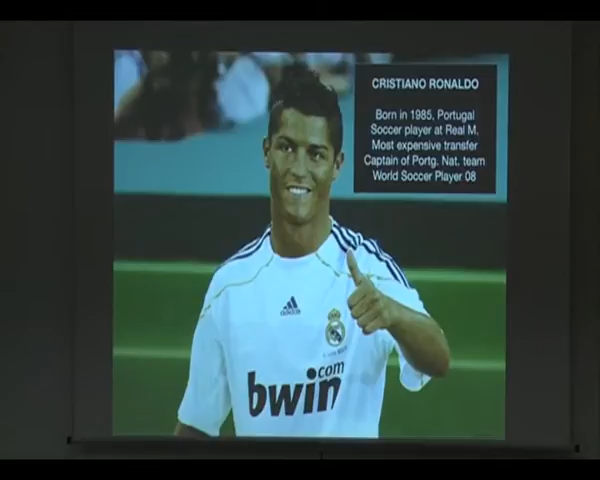 CRISTIANO RONALDO
Born in 1985, Portugal
Soccer player at Real M.
Most expensive transfer
Captain of Portg. Nat. team
World Soccer Player 08
adidas
bwin
.com